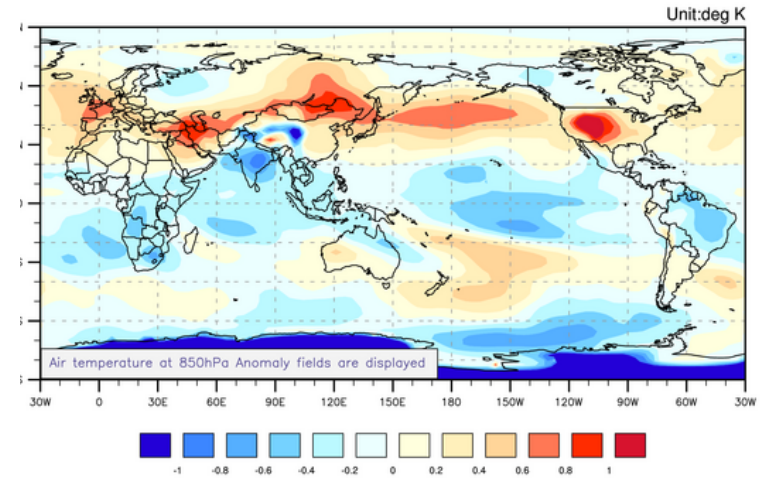 Unit:deg K
Air temperature at 850hPa Anomaly fields are displayed
30W 0 30E 60E 90E 120E 150E 180 150W 120W 90W 60W 30W
-1 -0.8 -0.6 -0.4 -0.2 0 0.2 0.4 0.6 0.8 1